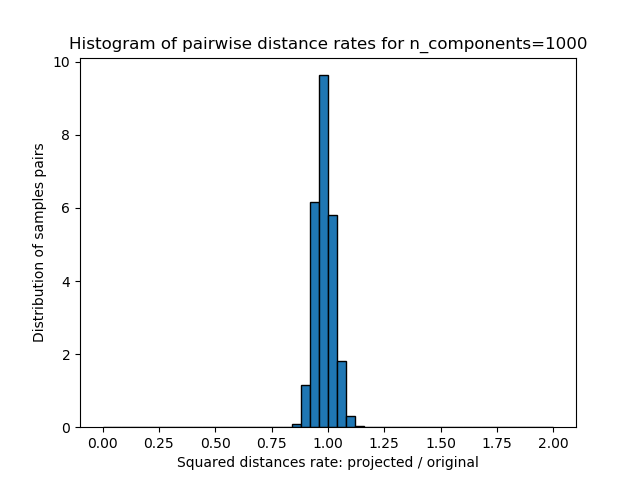 Histogram of pairwise distance rates for n_components=1000
Distribution of samples pairs
10
8
6
4
2
0
0.00 0.25 0.50 0.75 1.00 1.25 1.50 1.75 2.00
Squared distances rate: projected / original